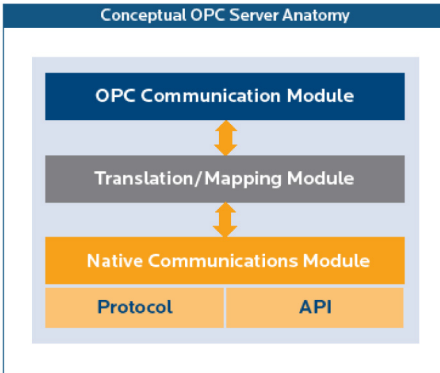 Conceptual OPC Server Anatomy
OPC Communication Module
Translation/Mapping Module
Native Communications Module
Protocol
API